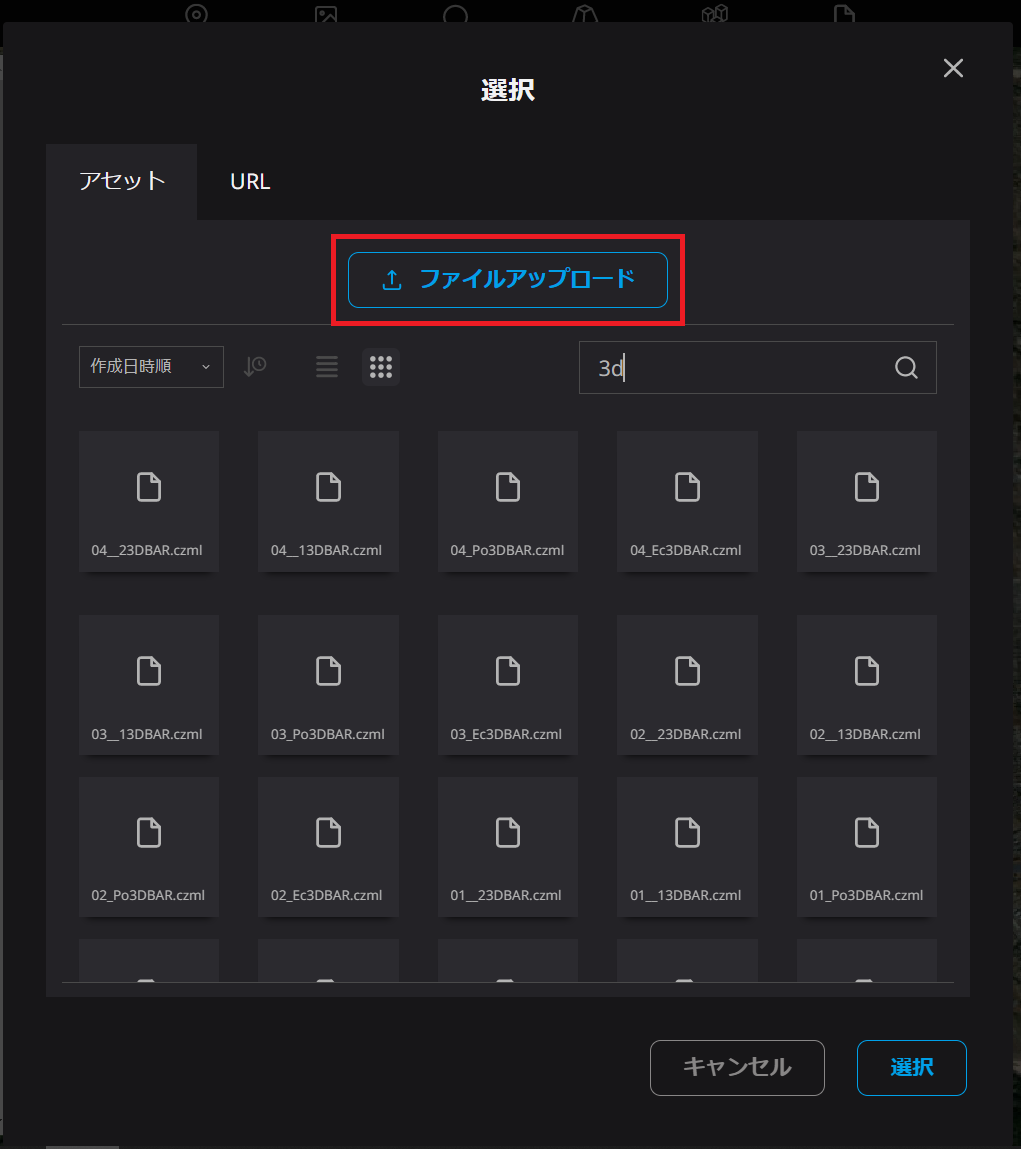 選択
アセット URL
ファイルアップロード
作成日時順 3d
04__23DBAR.czml 04__13DBAR.czml 04_Po3DBAR.czml 04_Ec3DBAR.czml 03__23DBAR.czml
03__13DBAR.czml 03_Po3DBAR.czml 03_Ec3DBAR.czml 02__23DBAR.czml 02__13DBAR.czml
02_Po3DBAR.czml 02_Ec3DBAR.czml 01__23DBAR.czml 01__13DBAR.czml 01_Po3DBAR.czml
キャンセル 選択